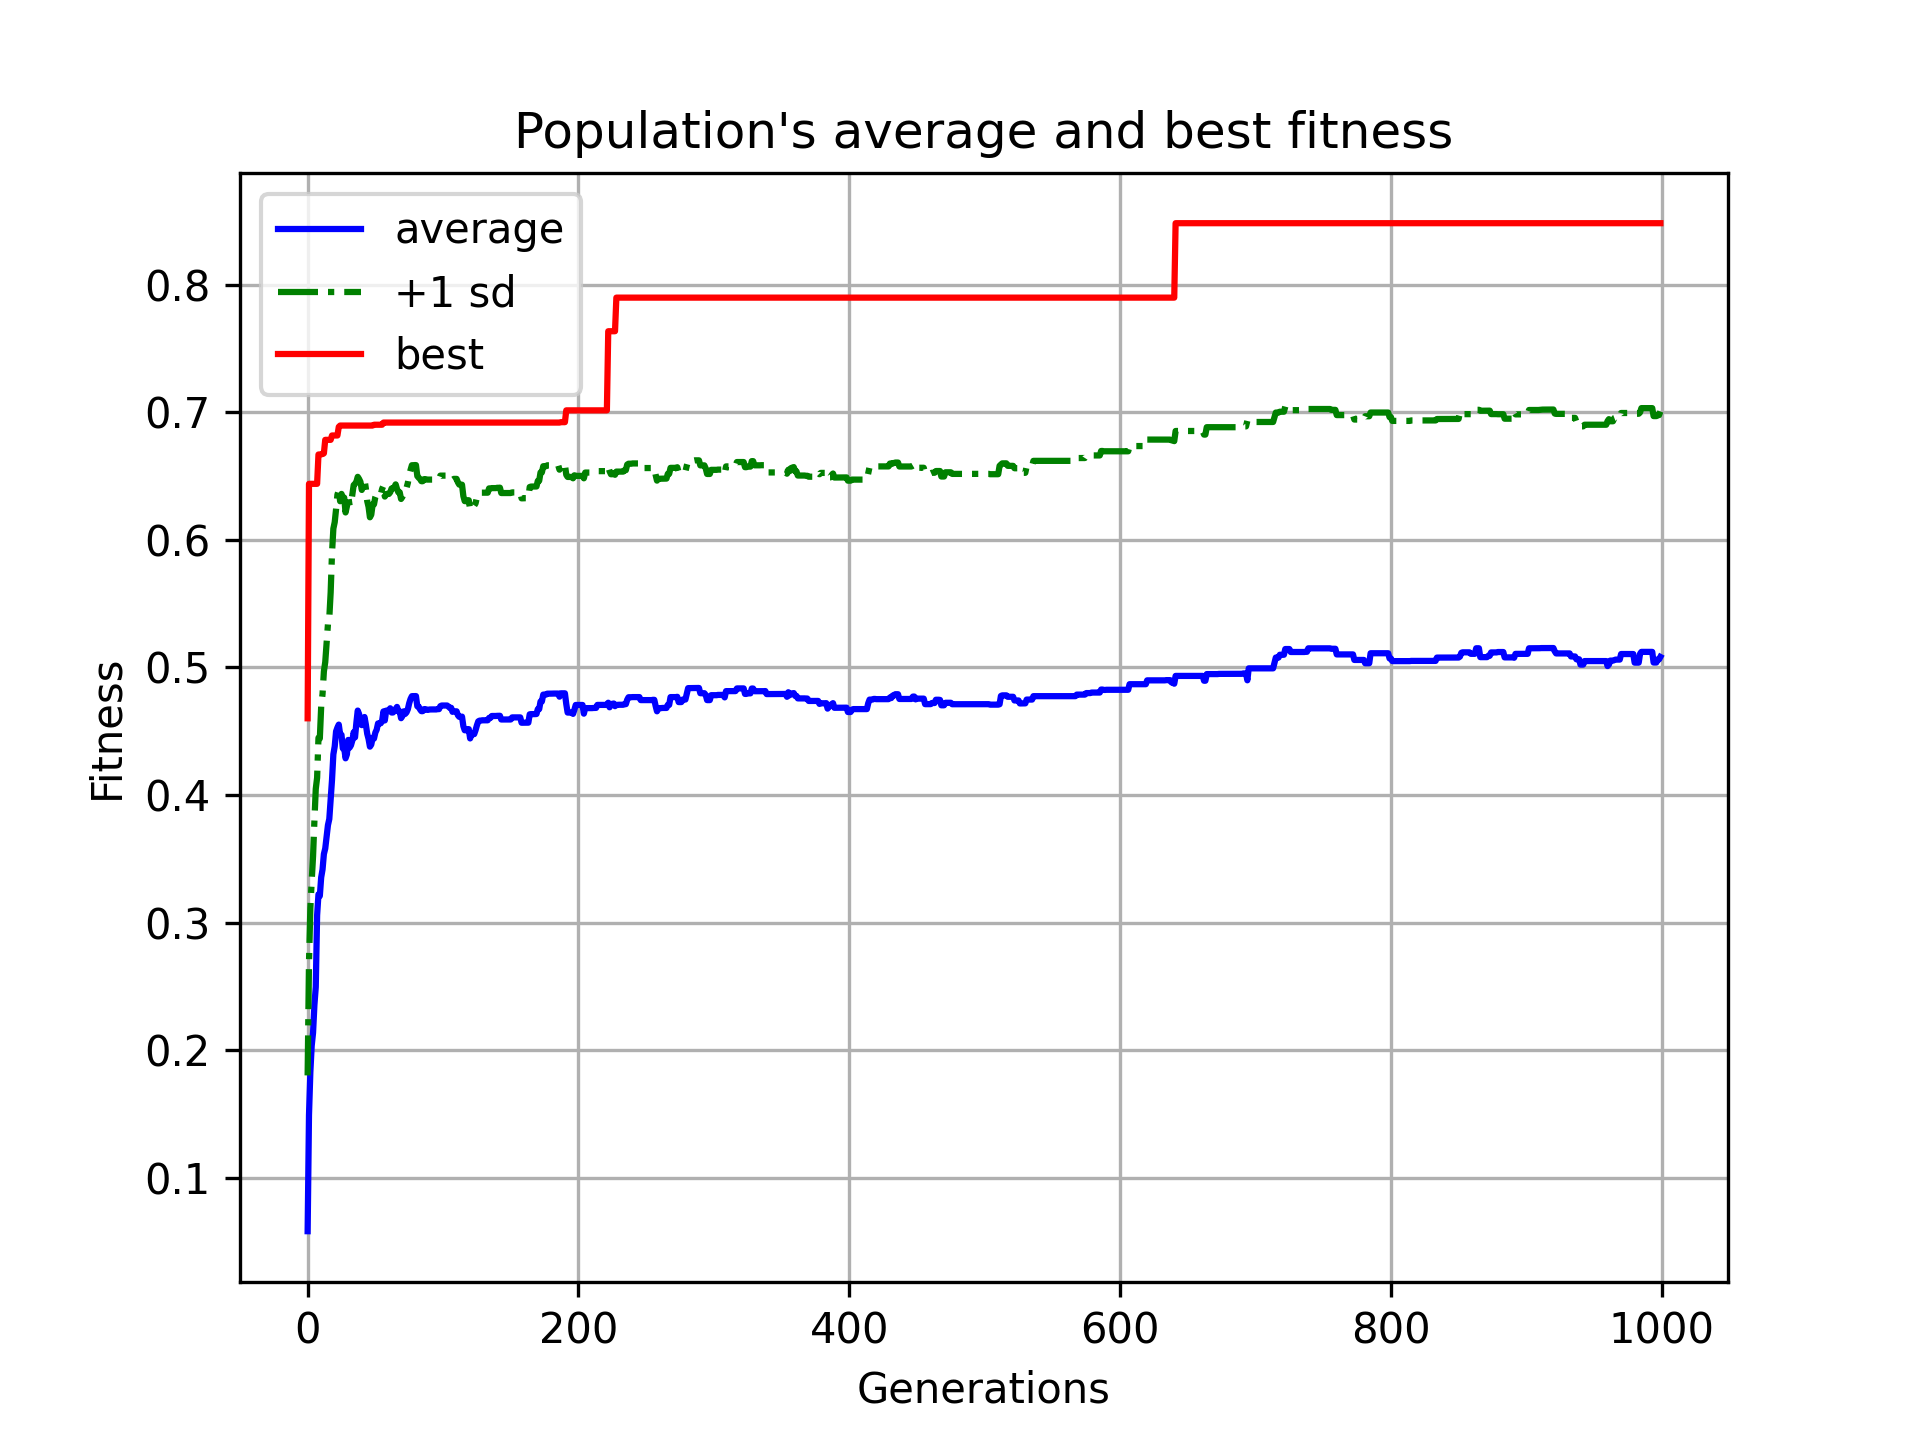 Population's average and best fitness
average
+1 sd
best
Fitness
0.8
0.7
0.6
0.5
0.4
0.3
0.2
0.1
0 200 400 600 800 1000
Generations